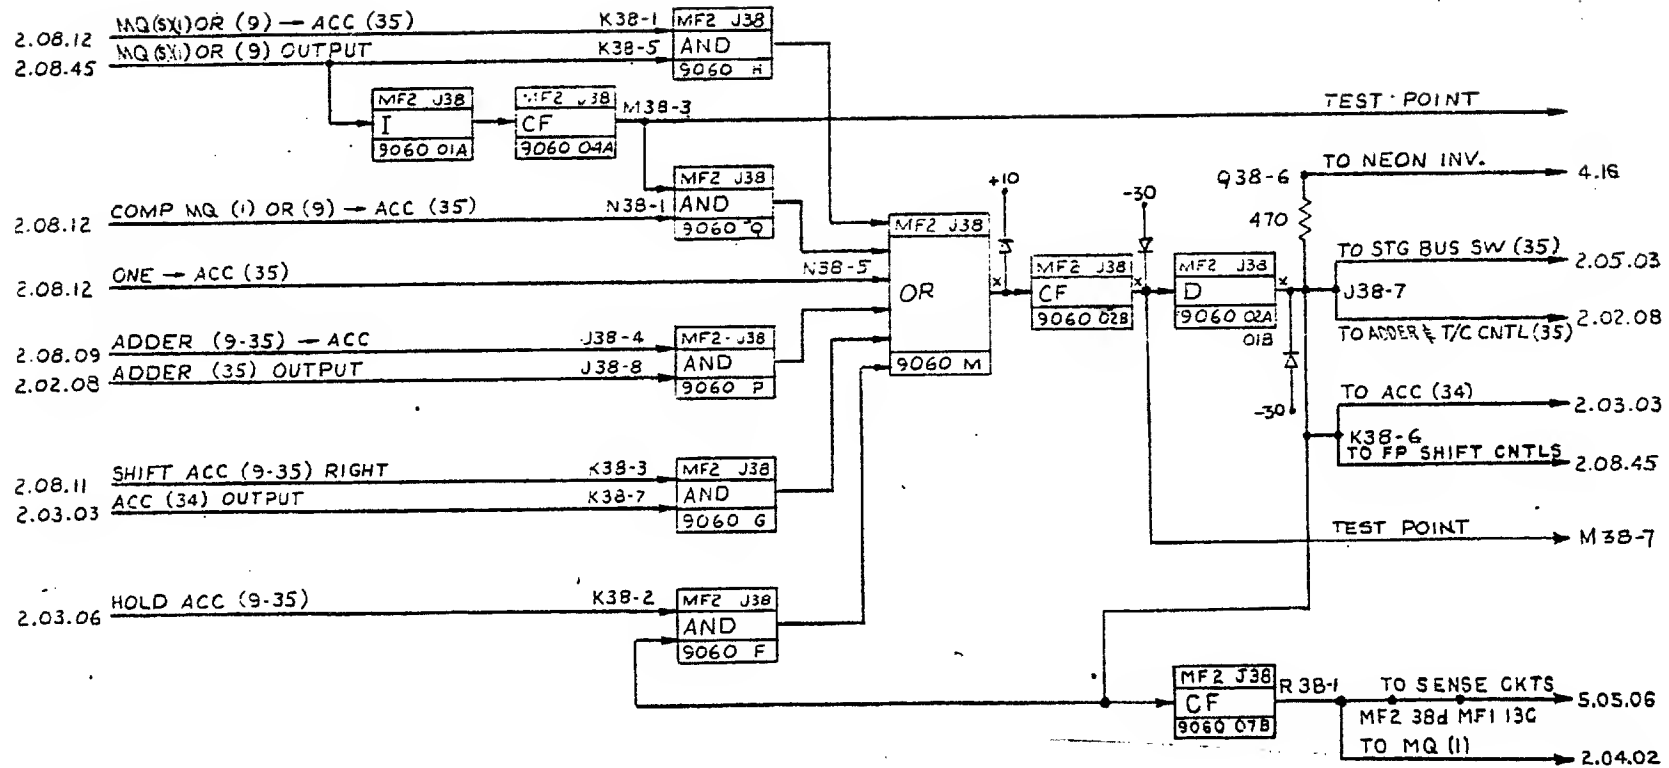 MQ(S)(1) OR (9) → ACC (35)
K38-1
2.08.12
MQ(S)(1) OR (9) OUTPUT
K38-5
2.08.45
MF2 J38
AND
9060 H
MF2 J38
I
9060 01A
MF2 J38
CF
9060 04A
M38-3
TEST POINT
COMP MQ (1) OR (9) → ACC (35)
N38-1
2.08.12
MF2 J38
AND
9060 Q
ONE → ACC (35)
N38-5
2.08.12
ADDER (9-35) → ACC
J38-4
2.08.09
ADDER (35) OUTPUT
J38-8
2.02.08
MF2 J38
AND
9060 P
SHIFT ACC (9-35) RIGHT
K38-3
2.08.11
ACC (34) OUTPUT
K38-7
2.03.03
MF2 J38
AND
9060 G
HOLD ACC (9-35)
K38-2
2.03.06
MF2 J38
AND
9060 F
MF2 J38
OR
9060 M
+10
x
MF2 J38
CF
9060 02B
-30
x
MF2 J38
D
9060 02A
01B
x
-30
Q38-6
470
TO NEON INV.
4.16
TO STG BUS SW (35)
2.05.03
J38-7
2.02.08
TO ADDER & T/C CNTL (35)
TO ACC (34)
2.03.03
K38-6
TO FP SHIFT CNTLS
2.08.45
TEST POINT
M38-7
MF2 J38
CF
9060 07B
R38-1
TO SENSE CKTS
5.05.06
MF2 38d MF1 13C
TO MQ (1)
2.04.02